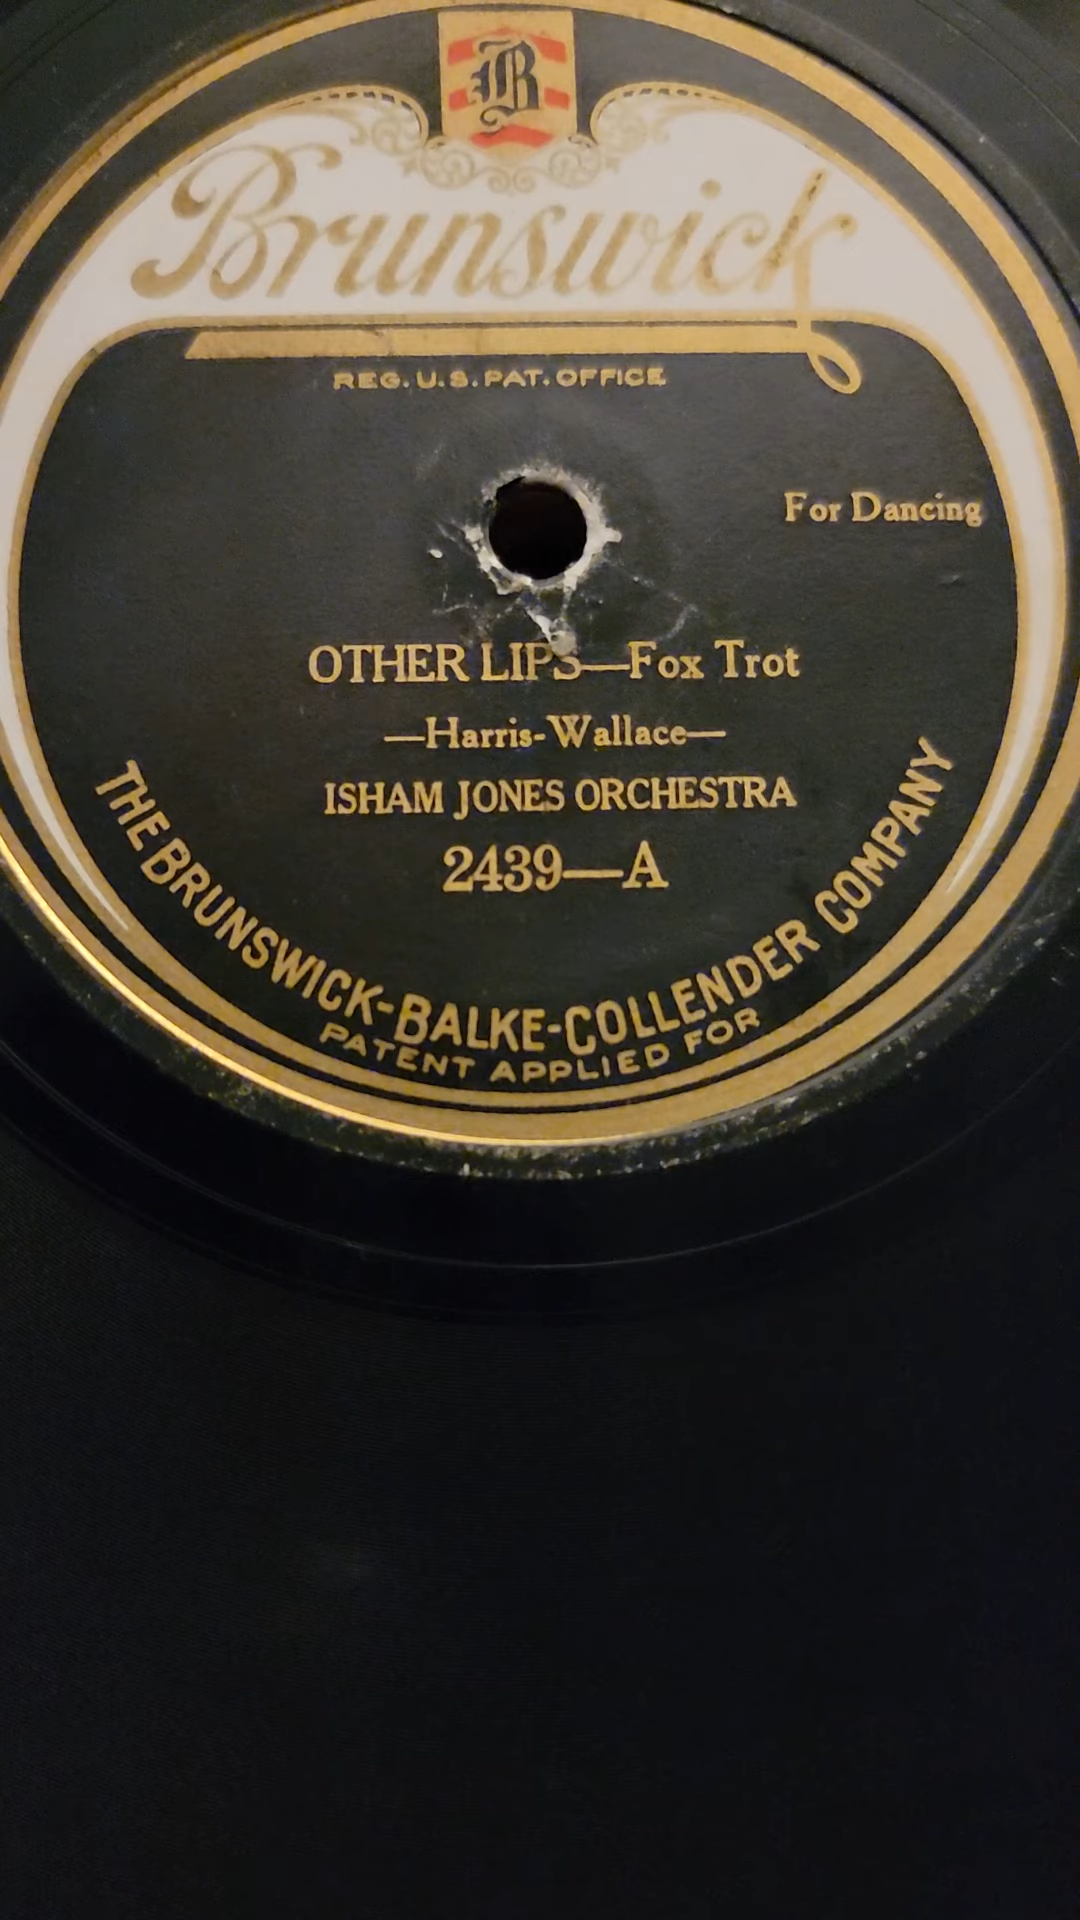 B
Brunswick
REG. U.S. PAT. OFFICE
For Dancing
OTHER LIPS—Fox Trot
—Harris-Wallace—
ISHAM JONES ORCHESTRA
2439—A
THE BRUNSWICK-BALKE-COLLENDER COMPANY
PATENT APPLIED FOR